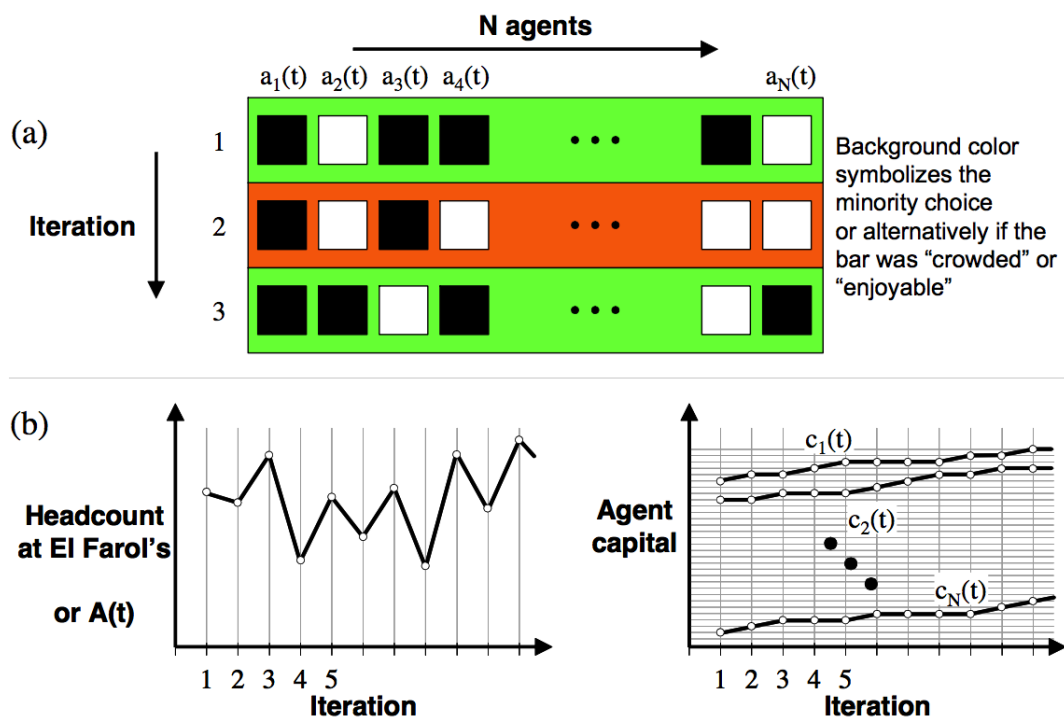 N agents
a₁(t) a₂(t) a₃(t) a₄(t) a_N(t)
(a)
Iteration
1
2
3
• • •
• • •
• • •
Background color
symbolizes the
minority choice
or alternatively if the
bar was “crowded” or
“enjoyable”
(b)
Headcount
at El Farol's
or A(t)
1 2 3 4 5
Iteration
Agent
capital
c₁(t)
c₂(t)
c_N(t)
1 2 3 4 5
Iteration